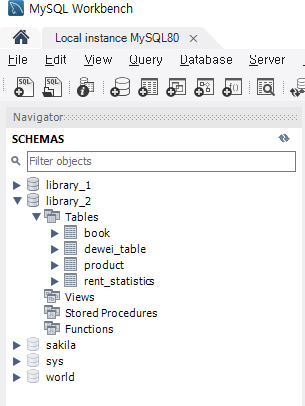 MySQL Workbench
Local instance MySQL80
File Edit View Query Database Server
SQL SQL
Navigator
SCHEMAS
Filter objects
library_1
library_2
Tables
book
dewei_table
product
rent_statistics
Views
Stored Procedures
Functions
sakila
sys
world